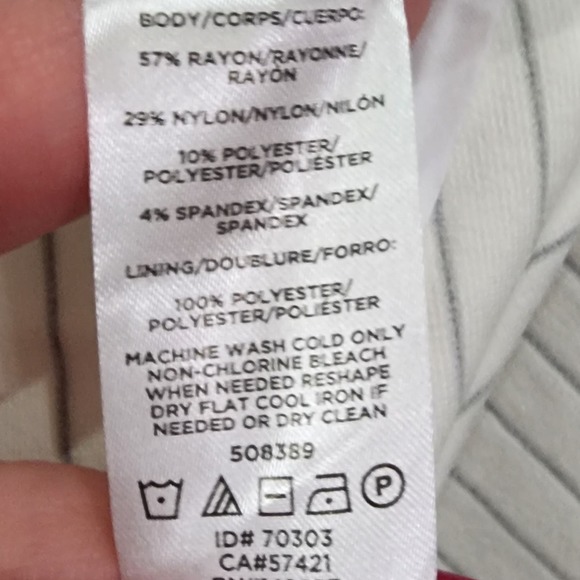 BODY/CORPS/CUERPO:
57% RAYON/RAYONNE/
RAYÓN
29% NYLON/NYLON/NILÓN
10% POLYESTER/
POLYESTER/POLIÉSTER
4% SPANDEX/SPANDEX/
SPANDEX
LINING/DOUBLURE/FORRO:
100% POLYESTER/
POLYESTER/POLIÉSTER
MACHINE WASH COLD ONLY
NON-CHLORINE BLEACH
WHEN NEEDED RESHAPE
DRY FLAT COOL IRON IF
NEEDED OR DRY CLEAN
508389
P
ID# 70303
CA#57421